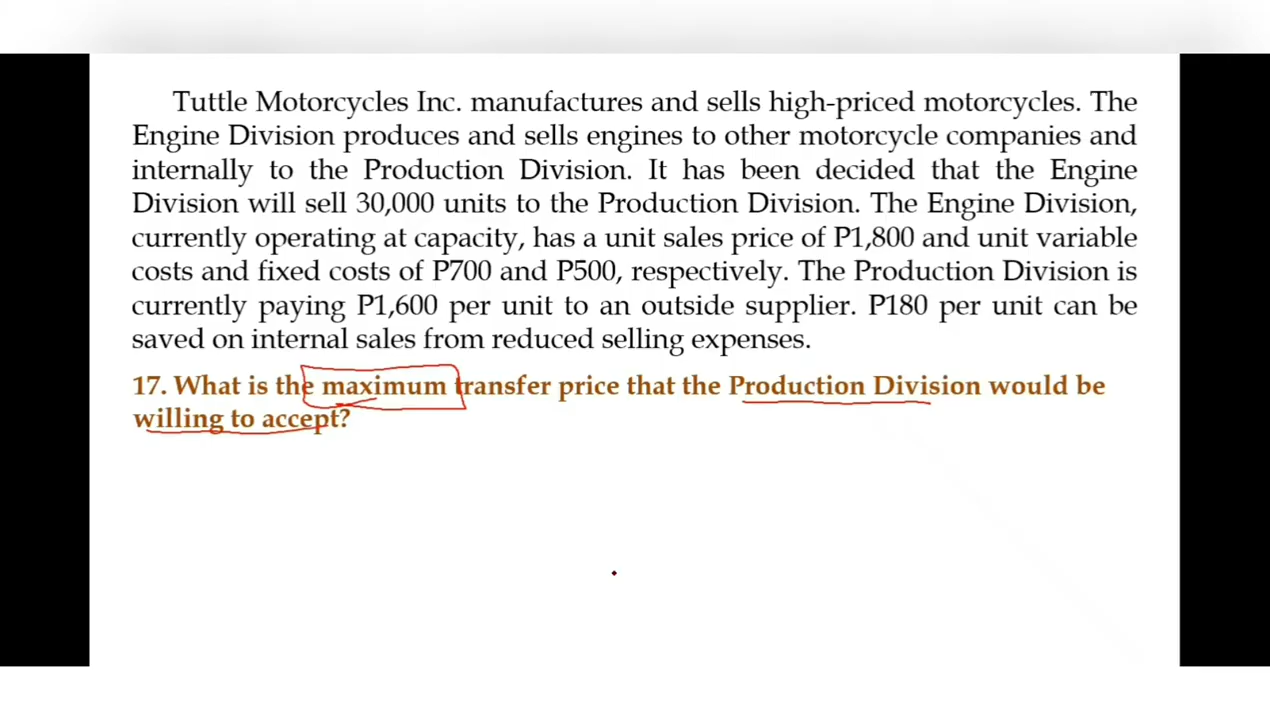 Tuttle Motorcycles Inc. manufactures and sells high-priced motorcycles. The
Engine Division produces and sells engines to other motorcycle companies and
internally to the Production Division. It has been decided that the Engine
Division will sell 30,000 units to the Production Division. The Engine Division,
currently operating at capacity, has a unit sales price of P1,800 and unit variable
costs and fixed costs of P700 and P500, respectively. The Production Division is
currently paying P1,600 per unit to an outside supplier. P180 per unit can be
saved on internal sales from reduced selling expenses.
17. What is the maximum transfer price that the Production Division would be
willing to accept?